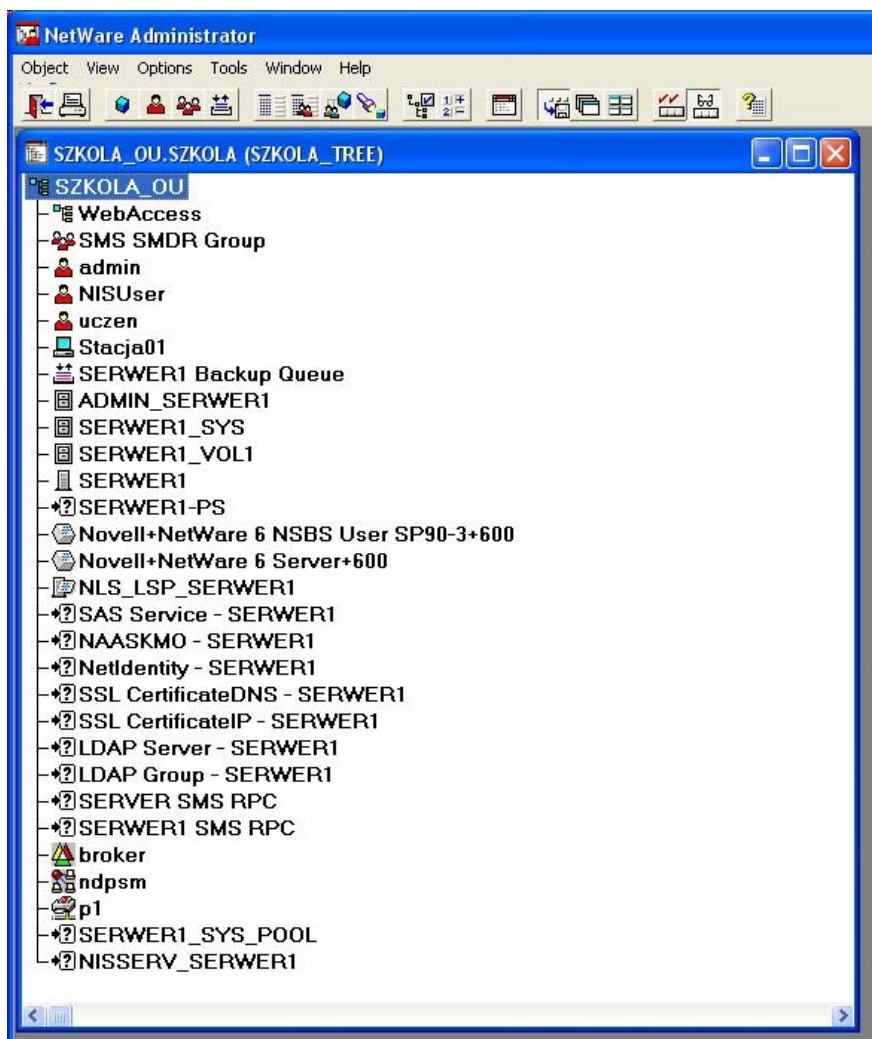 NetWare Administrator
Object View Options Tools Window Help
SZKOLA_OU.SZKOLA (SZKOLA_TREE)
SZKOLA_OU
WebAccess
SMS SMDR Group
admin
NISUser
uczen
Stacja01
SERWER1 Backup Queue
ADMIN_SERWER1
SERWER1_SYS
SERWER1_VOL1
SERWER1
SERWER1-PS
Novell+NetWare 6 NSBS User SP90-3+600
Novell+NetWare 6 Server+600
NLS_LSP_SERWER1
SAS Service - SERWER1
NAASKMO - SERWER1
NetIdentity - SERWER1
SSL CertificateDNS - SERWER1
SSL CertificateIP - SERWER1
LDAP Server - SERWER1
LDAP Group - SERWER1
SERVER SMS RPC
SERWER1 SMS RPC
broker
ndpsm
p1
SERWER1_SYS_POOL
NISSERV_SERWER1